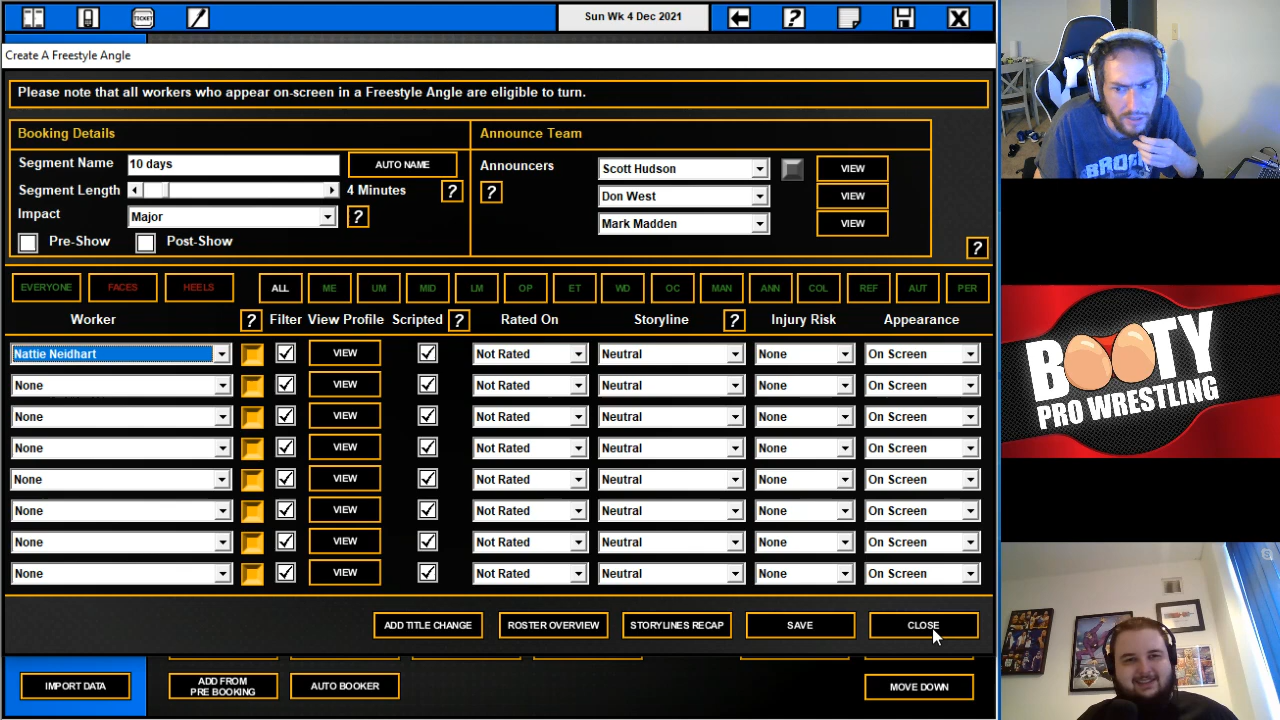 TICKET
Sun Wk 4 Dec 2021
?
Create A Freestyle Angle
Please note that all workers who appear on-screen in a Freestyle Angle are eligible to turn.
Booking Details
Announce Team
Segment Name 10 days AUTO NAME
Announcers Scott Hudson VIEW
Segment Length 4 Minutes ?
? Don West VIEW
Impact Major ?
Mark Madden VIEW
Pre-Show Post-Show
?
EVERYONE FACES HEELS ALL ME UM MID LM OP ET WD OC MAN ANN COL REF AUT PER
Worker ? Filter View Profile Scripted ? Rated On Storyline ? Injury Risk Appearance
Nattie Neidhart VIEW Not Rated Neutral None On Screen
None VIEW Not Rated Neutral None On Screen
None VIEW Not Rated Neutral None On Screen
None VIEW Not Rated Neutral None On Screen
None VIEW Not Rated Neutral None On Screen
None VIEW Not Rated Neutral None On Screen
None VIEW Not Rated Neutral None On Screen
None VIEW Not Rated Neutral None On Screen
ADD TITLE CHANGE ROSTER OVERVIEW STORYLINES RECAP SAVE CLOSE
IMPORT DATA
ADD FROM
PRE BOOKING
AUTO BOOKER
MOVE DOWN
BOOTY
PRO WRESTLING